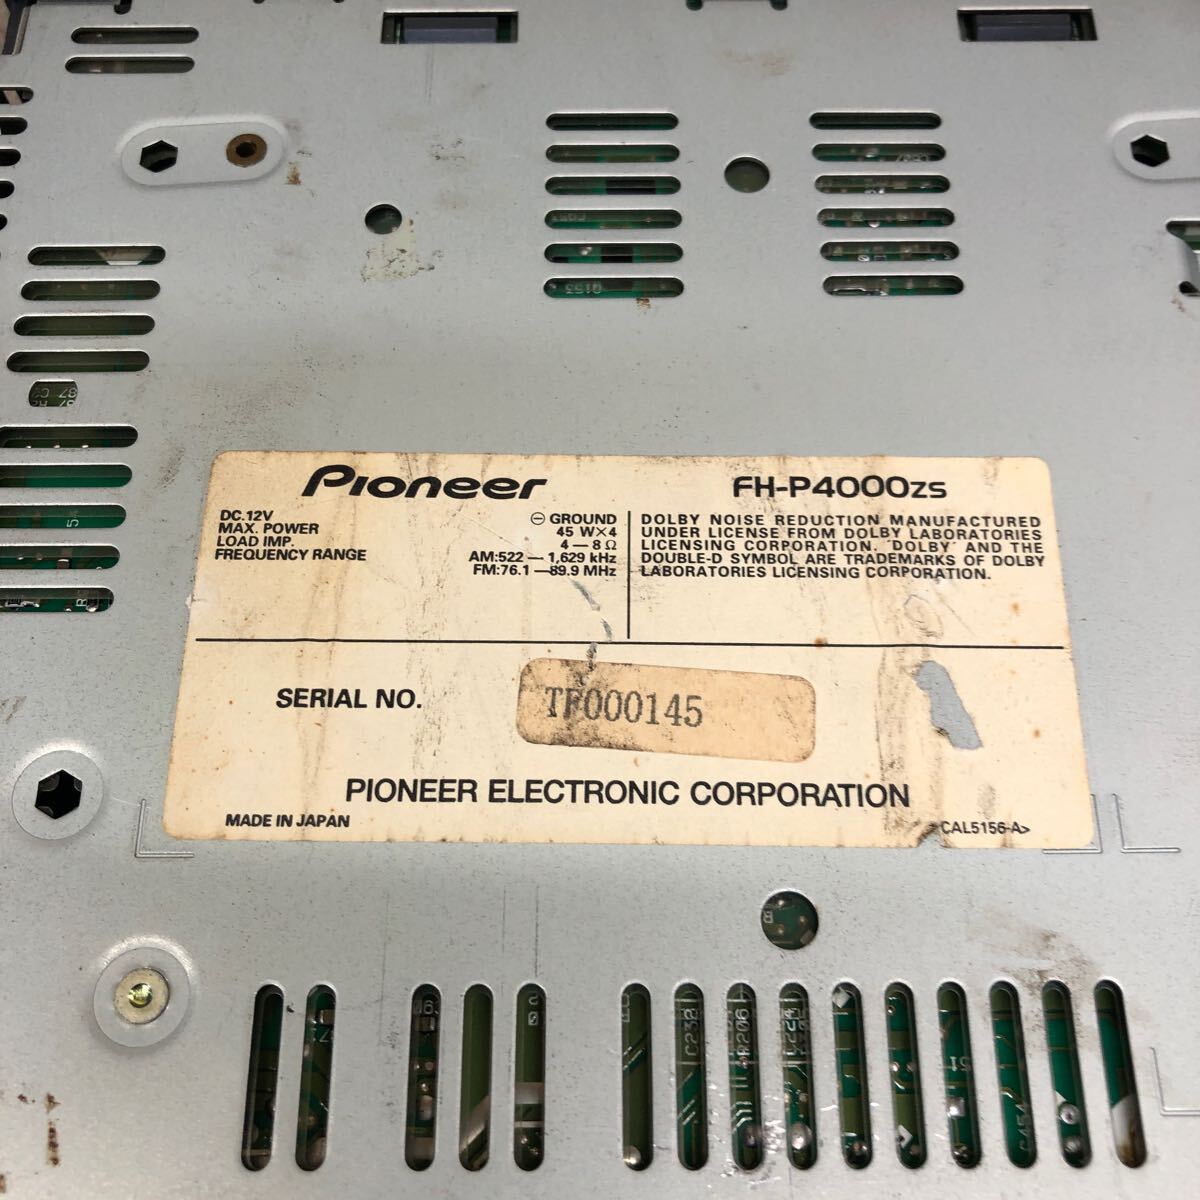 Pioneer
FH-P4000zs
DC.12V ⊖ GROUND
MAX. POWER 45 W×4
LOAD IMP. 4 — 8 Ω
FREQUENCY RANGE AM:522 — 1,629 kHz
FM:76.1 — 89.9 MHz
DOLBY NOISE REDUCTION MANUFACTURED
UNDER LICENSE FROM DOLBY LABORATORIES
LICENSING CORPORATION. "DOLBY" AND THE
DOUBLE-D SYMBOL ARE TRADEMARKS OF DOLBY
LABORATORIES LICENSING CORPORATION.
SERIAL NO. TF000145
PIONEER ELECTRONIC CORPORATION
MADE IN JAPAN
CAL5156-A>
C232
R206
C454